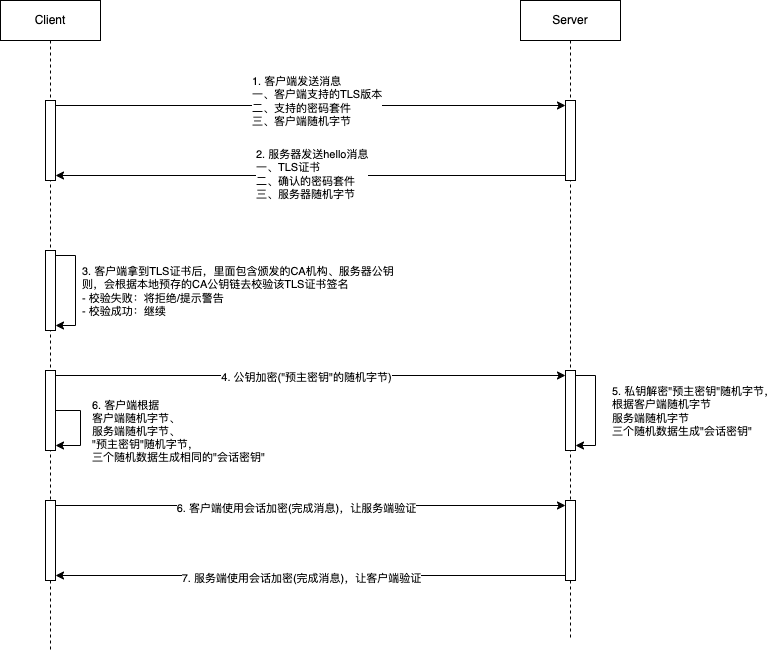 Client
Server
1. 客户端发送消息
一、客户端支持的TLS版本
二、支持的密码套件
三、客户端随机字节
2. 服务器发送hello消息
一、TLS证书
二、确认的密码套件
三、服务器随机字节
3. 客户端拿到TLS证书后，里面包含颁发的CA机构、服务器公钥
则，会根据本地预存的CA公钥链去校验该TLS证书签名
- 校验失败：将拒绝/提示警告
- 校验成功：继续
4. 公钥加密("预主密钥"的随机字节)
5. 私钥解密"预主密钥"随机字节，
根据客户端随机字节
服务端随机字节
三个随机数据生成"会话密钥"
6. 客户端根据
客户端随机字节、
服务端随机字节、
"预主密钥"随机字节，
三个随机数据生成相同的"会话密钥"
6. 客户端使用会话加密(完成消息)，让服务端验证
7. 服务端使用会话加密(完成消息)，让客户端验证